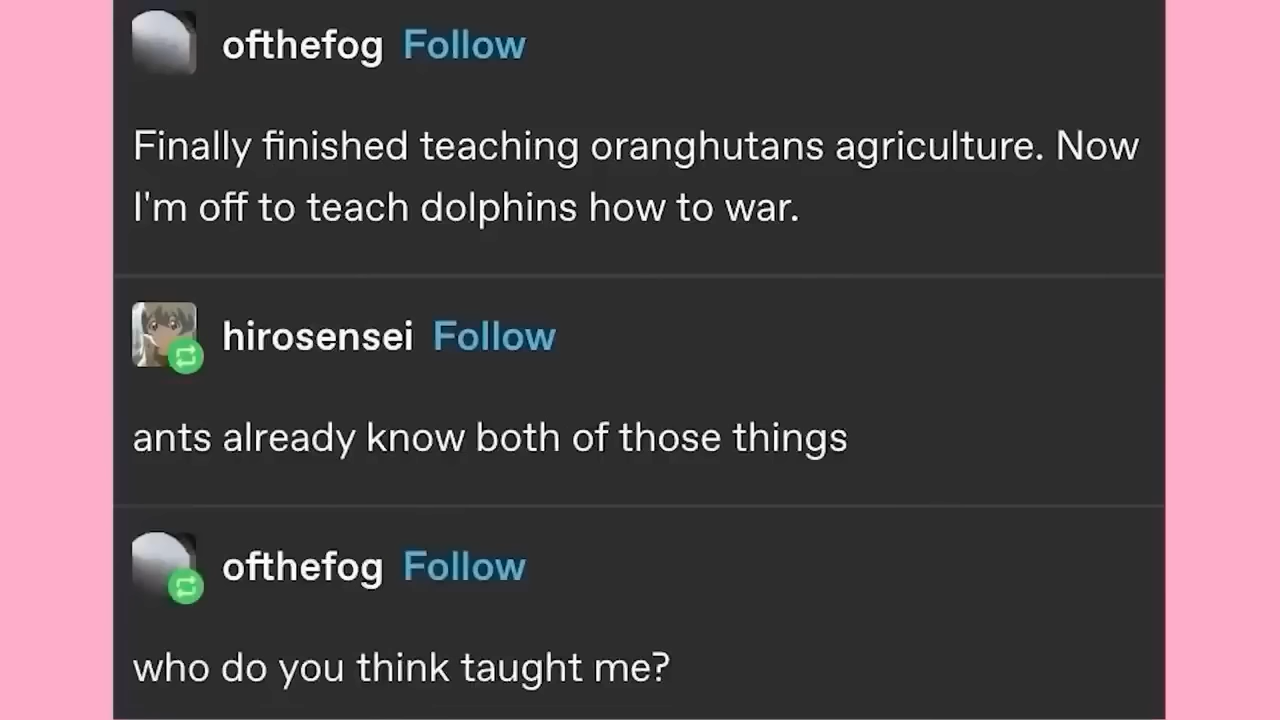 ofthefog Follow
Finally finished teaching oranghutans agriculture. Now
I'm off to teach dolphins how to war.
hirosensei Follow
ants already know both of those things
ofthefog Follow
who do you think taught me?